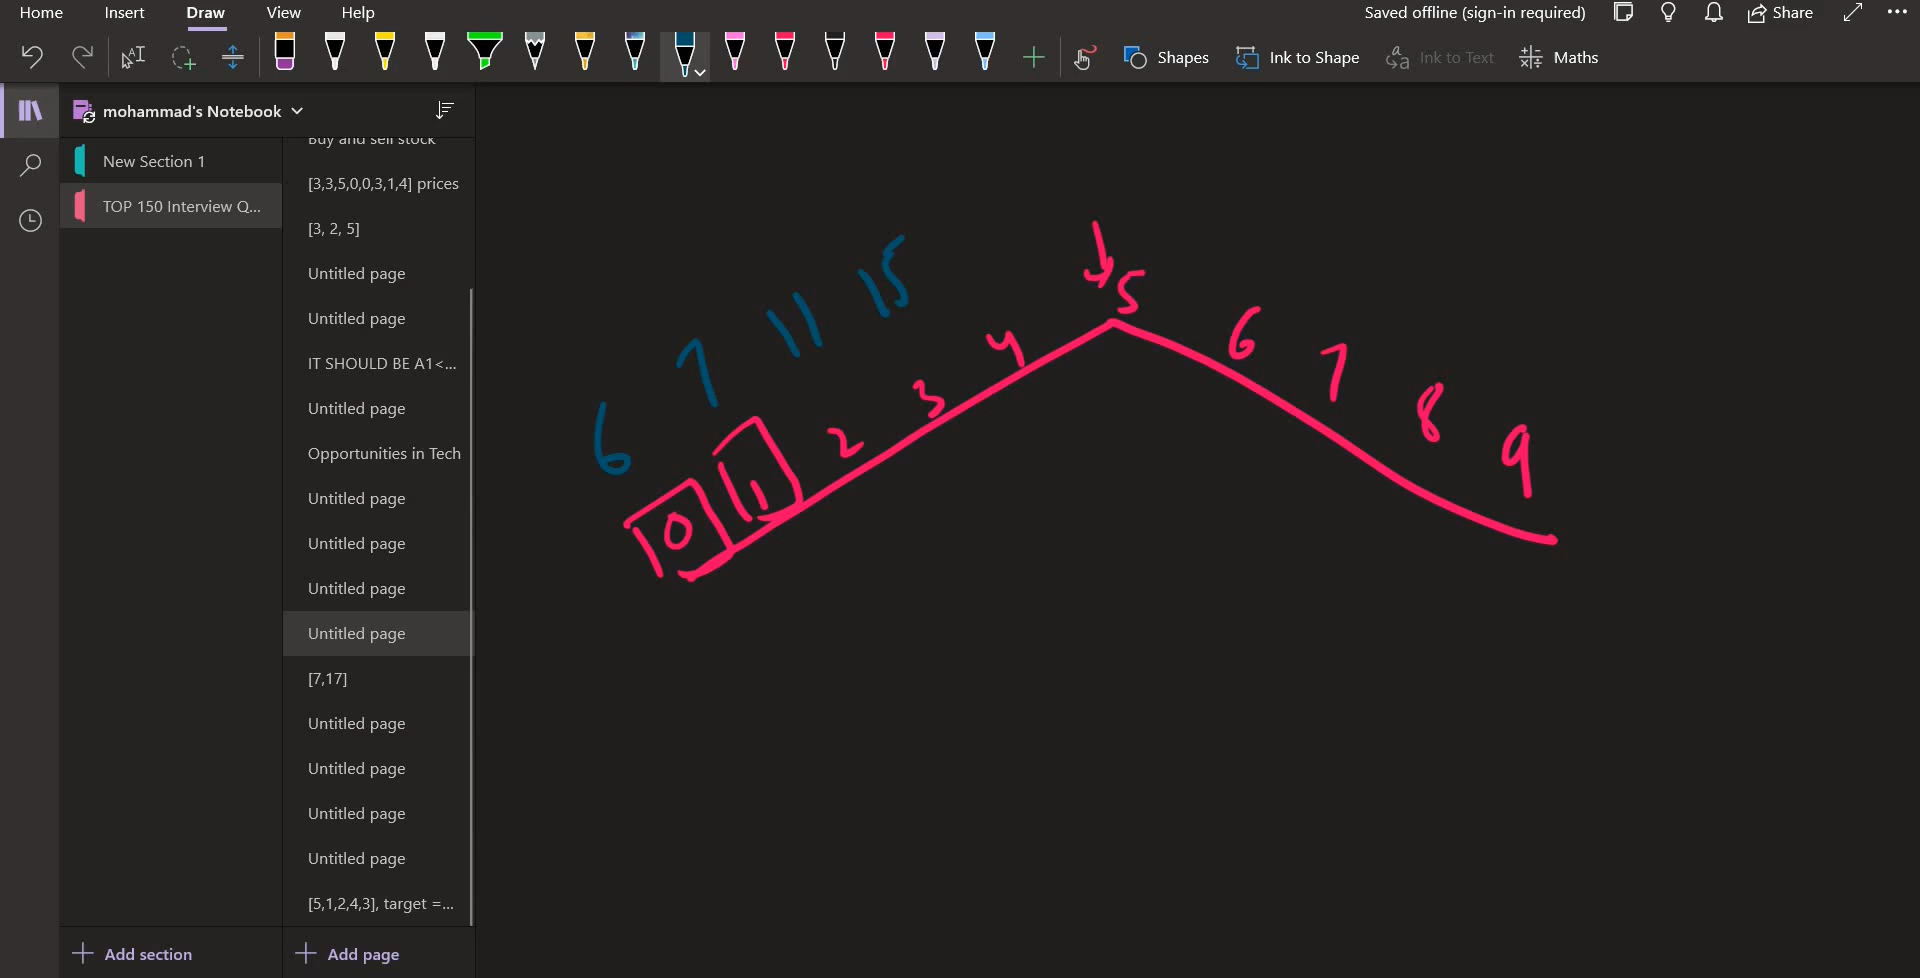 Home Insert Draw View Help
Saved offline (sign-in required) Share
Shapes Ink to Shape Ink to Text Maths
mohammad's Notebook
New Section 1
TOP 150 Interview Q...
Buy and sell stock
[3,3,5,0,0,3,1,4] prices
[3, 2, 5]
Untitled page
Untitled page
IT SHOULD BE A1<...
Untitled page
Opportunities in Tech
Untitled page
Untitled page
Untitled page
Untitled page
[7,17]
Untitled page
Untitled page
Untitled page
Untitled page
[5,1,2,4,3], target =...
Add section
Add page
6 7 11 15
0 1 2 3 4 5 6 7 8 9